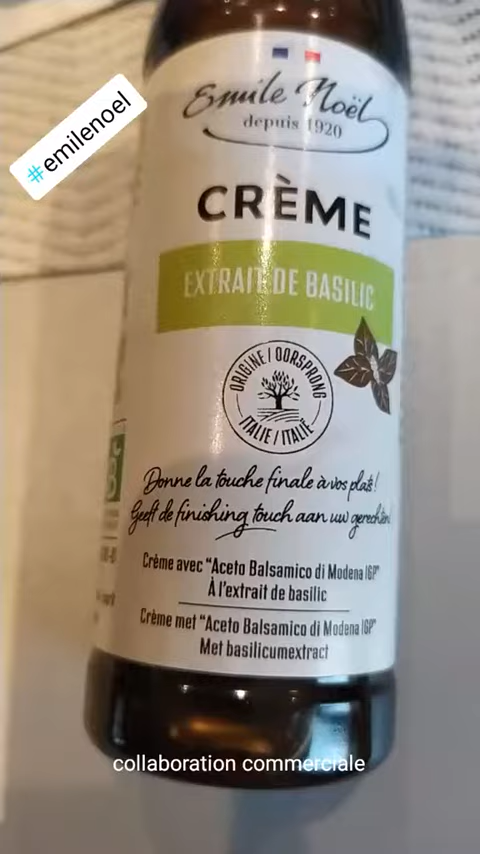 #emilenoel
Emile Noël
depuis 1920
CRÈME
EXTRAIT DE BASILIC
ORIGINE / OORSPRONG
ITALIE / ITALIË
Donne la touche finale à vos plats !
Geeft de finishing touch aan uw gerechten
Crème avec "Aceto Balsamico di Modena IGP"
À l'extrait de basilic
Crème met "Aceto Balsamico di Modena IGP"
Met basilicumextract
collaboration commerciale